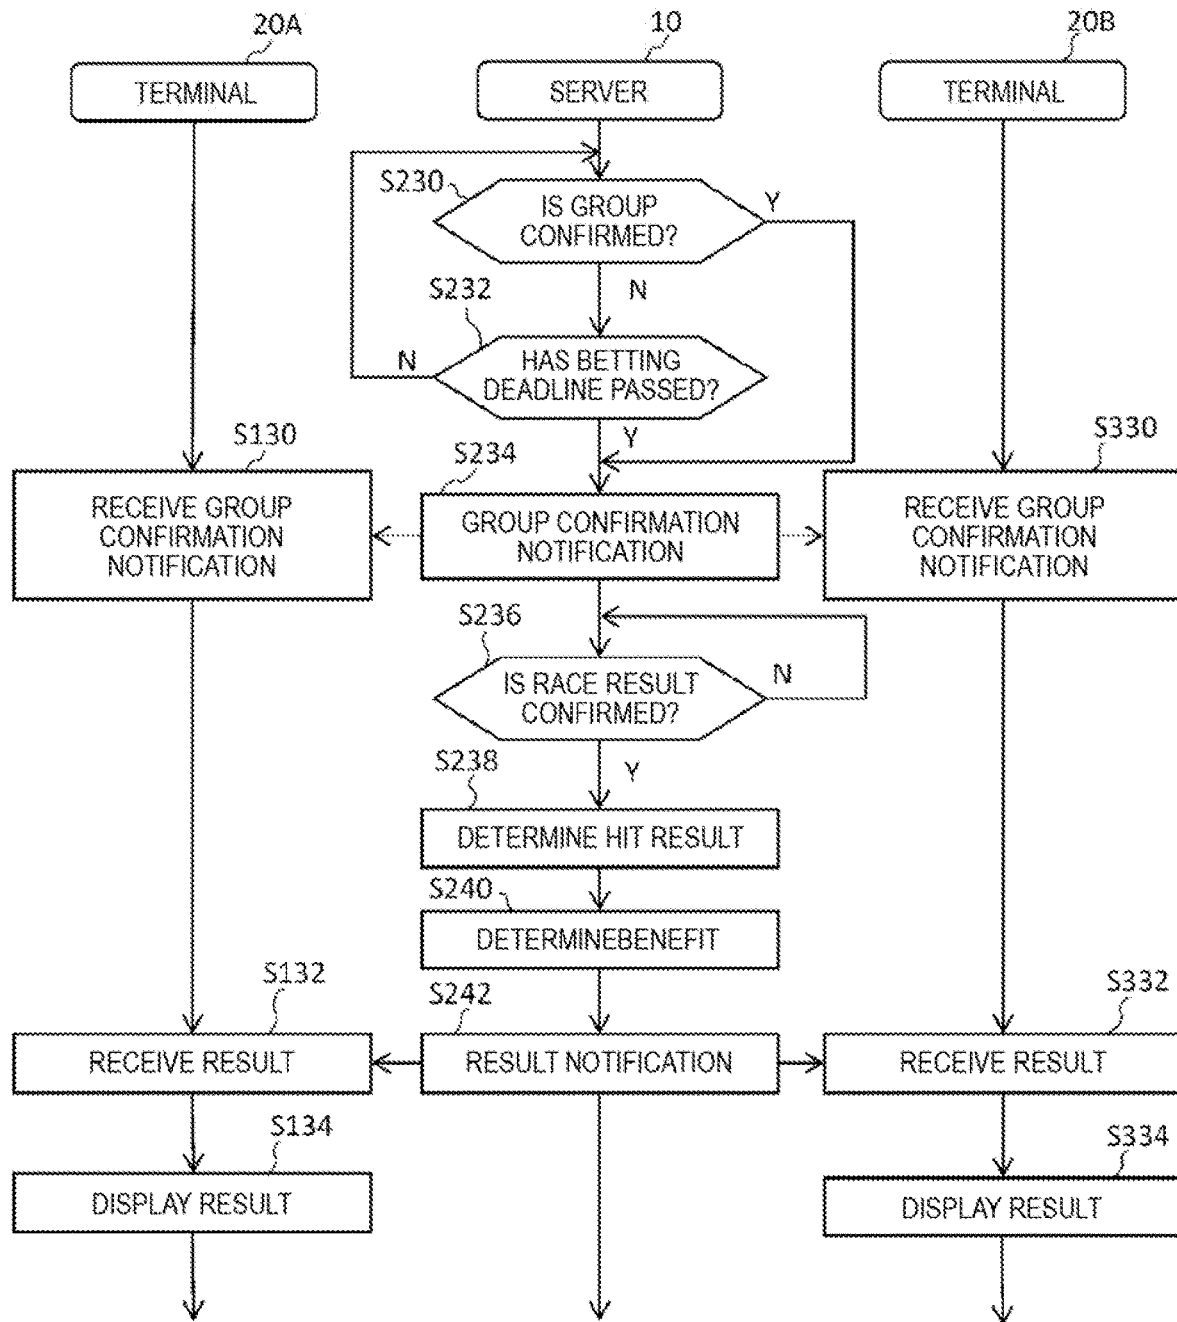 20A
10
20B
TERMINAL
SERVER
TERMINAL
S230
Y
IS GROUP
CONFIRMED?
N
S232
N
HAS BETTING
DEADLINE PASSED?
Y
S130
S234
S330
RECEIVE GROUP
CONFIRMATION
NOTIFICATION
GROUP CONFIRMATION
NOTIFICATION
RECEIVE GROUP
CONFIRMATION
NOTIFICATION
S236
IS RACE RESULT
CONFIRMED?
N
S238
Y
DETERMINE HIT RESULT
S240
DETERMINEBENEFIT
S132
S242
S332
RECEIVE RESULT
RESULT NOTIFICATION
RECEIVE RESULT
S134
S334
DISPLAY RESULT
DISPLAY RESULT